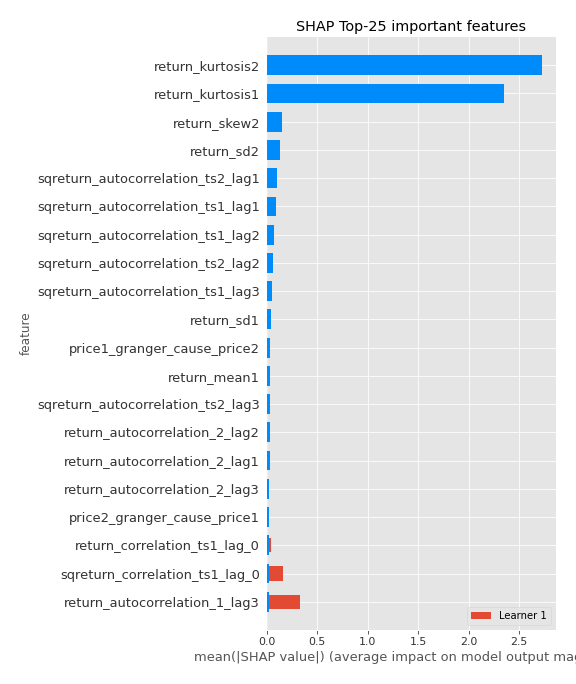 SHAP Top-25 important features
return_kurtosis2
return_kurtosis1
return_skew2
return_sd2
sqreturn_autocorrelation_ts2_lag1
sqreturn_autocorrelation_ts1_lag1
sqreturn_autocorrelation_ts1_lag2
sqreturn_autocorrelation_ts2_lag2
sqreturn_autocorrelation_ts1_lag3
return_sd1
price1_granger_cause_price2
return_mean1
sqreturn_autocorrelation_ts2_lag3
return_autocorrelation_2_lag2
return_autocorrelation_2_lag1
return_autocorrelation_2_lag3
price2_granger_cause_price1
return_correlation_ts1_lag_0
sqreturn_correlation_ts1_lag_0
return_autocorrelation_1_lag3
feature
Learner 1
0.0 0.5 1.0 1.5 2.0 2.5
mean(|SHAP value|) (average impact on model output mag